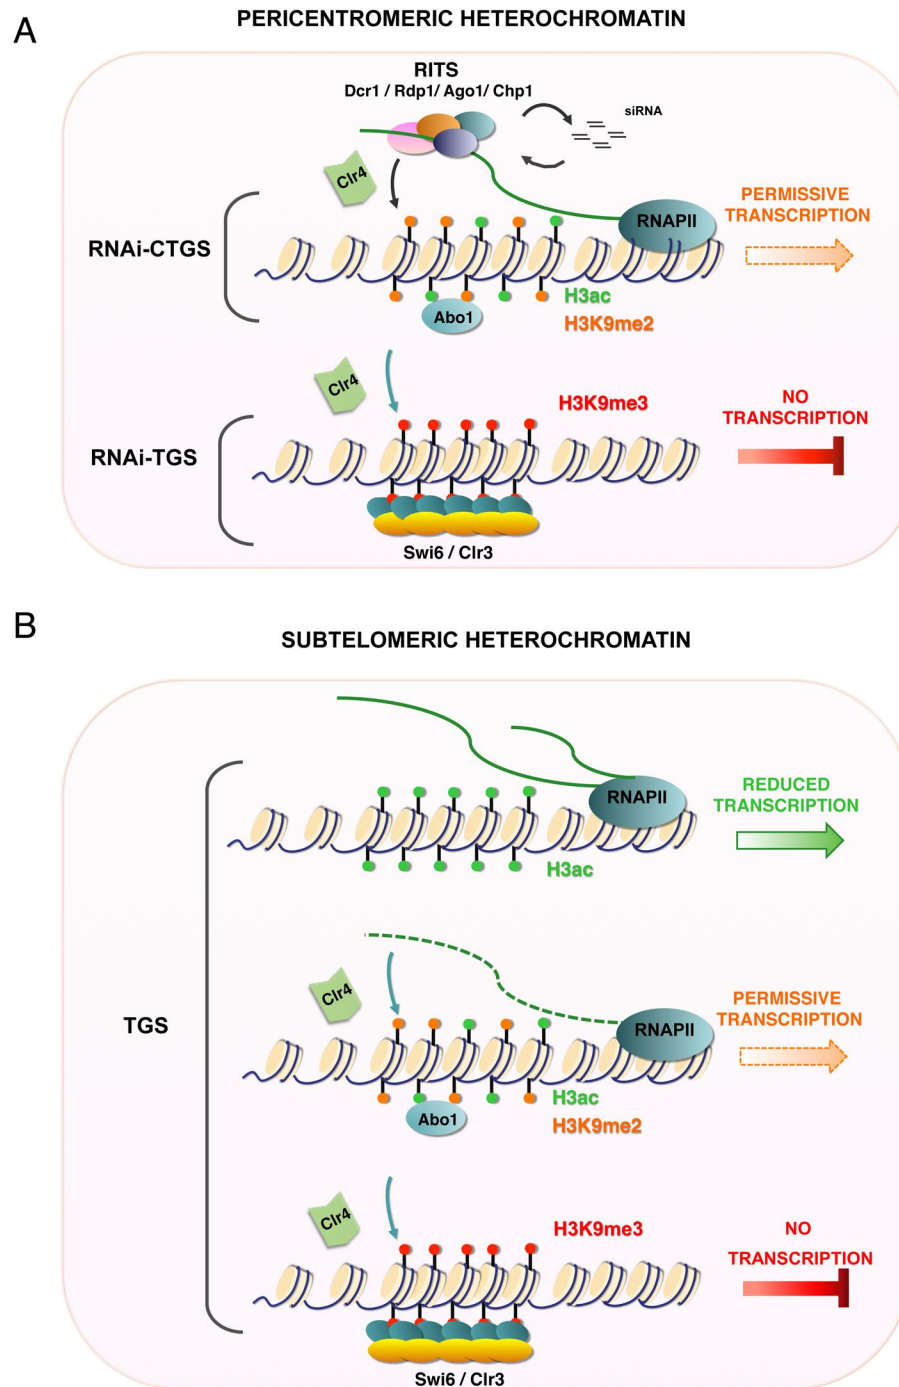 A
PERICENTROMERIC HETEROCHROMATIN
RITS
Dcr1 / Rdp1/ Ago1/ Chp1
siRNA
Clr4
RNAi-CTGS
RNAPII
PERMISSIVE
TRANSCRIPTION
H3ac
H3K9me2
Abo1
Clr4
H3K9me3
NO
TRANSCRIPTION
RNAi-TGS
Swi6 / Clr3
B
SUBTELOMERIC HETEROCHROMATIN
RNAPII
REDUCED
TRANSCRIPTION
H3ac
TGS
Clr4
RNAPII
PERMISSIVE
TRANSCRIPTION
H3ac
H3K9me2
Abo1
Clr4
H3K9me3
NO
TRANSCRIPTION
Swi6 / Clr3